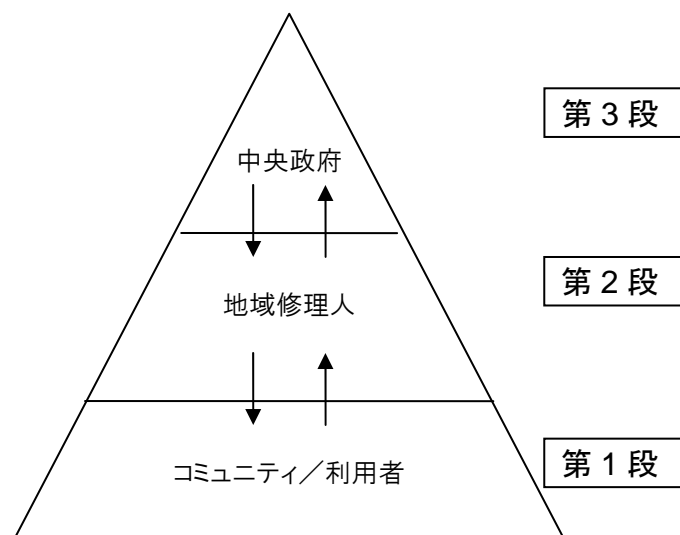 第3段
中央政府
第2段
地域修理人
第1段
コミュニティ／利用者